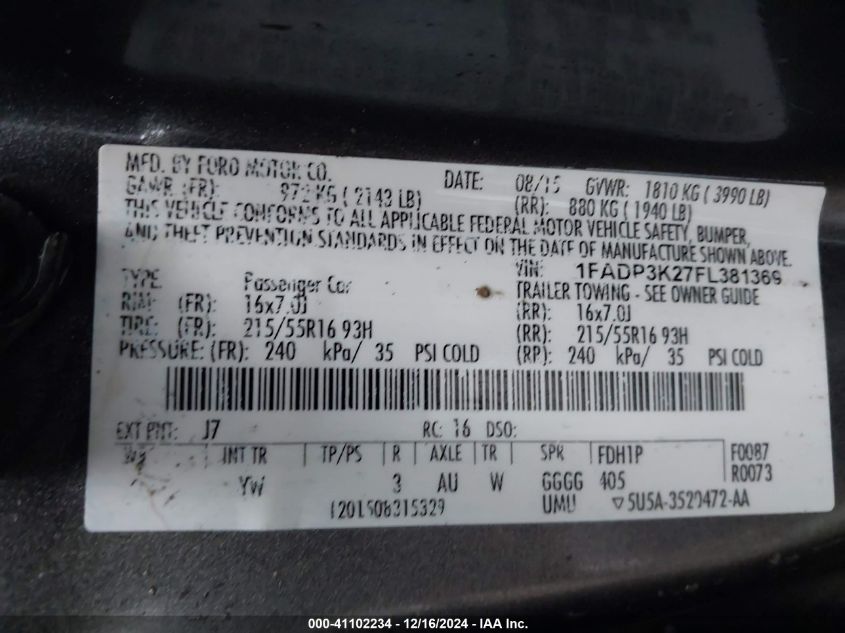 MFD. BY FORD MOTOR CO.
DATE: 08/15 GVWR: 1810 KG ( 3990 LB)
GAWR (FR): 972 KG ( 2143 LB) (RR): 880 KG ( 1940 LB)
THIS VEHICLE CONFORMS TO ALL APPLICABLE FEDERAL MOTOR VEHICLE SAFETY, BUMPER,
AND THEFT PREVENTION STANDARDS IN EFFECT ON THE DATE OF MANUFACTURE SHOWN ABOVE.
VIN: 1FADP3K27FL381369
TYPE: Passenger Car TRAILER TOWING - SEE OWNER GUIDE
RIM: (FR): 16x7.0J (RR): 16x7.0J
TIRE: (FR): 215/55R16 93H (RR): 215/55R16 93H
PRESSURE: (FR): 240 kPa/ 35 PSI COLD (RR): 240 kPa/ 35 PSI COLD
EXT PNT: J7 RC: 16 DSO:
WB INT TR TP/PS R AXLE TR SPR FDH1P F0087
YW 3 AU W GGGG 405 R0073
UMU ▽5U5A-3520472-AA
000-41102234 - 12/16/2024 - IAA Inc.